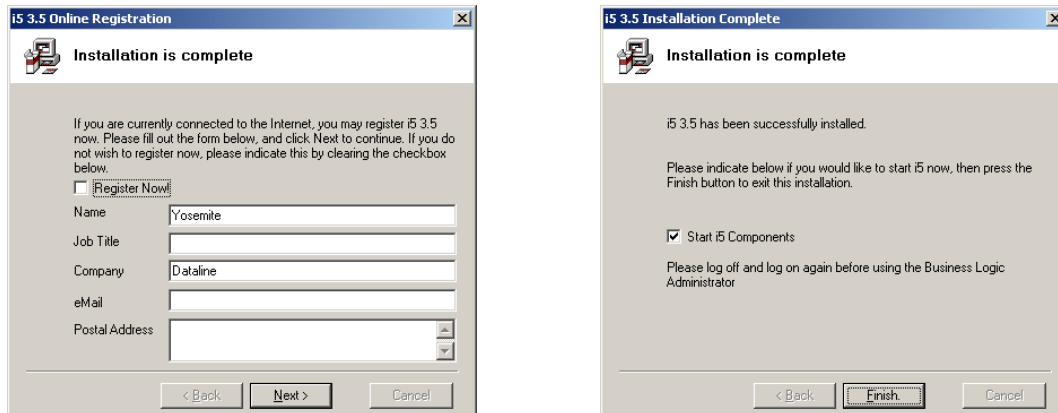 i5 3.5 Online Registration
Installation is complete
If you are currently connected to the Internet, you may register i5 3.5
now. Please fill out the form below, and click Next to continue. If you do
not wish to register now, please indicate this by clearing the checkbox
below.
Register Now!
Name Yosemite
Job Title
Company Dataline
eMail
Postal Address
< Back Next > Cancel
i5 3.5 Installation Complete
Installation is complete
i5 3.5 has been successfully installed.
Please indicate below if you would like to start i5 now, then press the
Finish button to exit this installation.
Start i5 Components
Please log off and log on again before using the Business Logic
Administrator
< Back Finish. Cancel